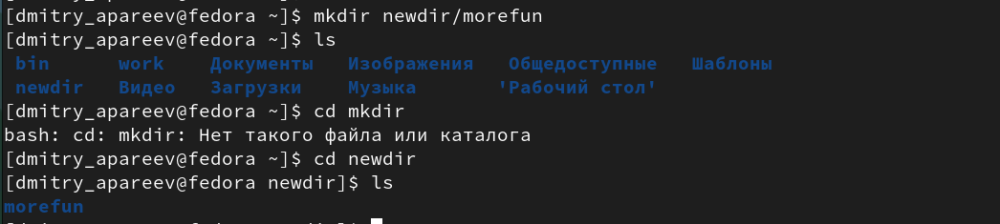 [dmitry_apareev@fedora ~]$ mkdir newdir/morefun
[dmitry_apareev@fedora ~]$ ls
bin work Документы Изображения Общедоступные Шаблоны
newdir Видео Загрузки Музыка 'Рабочий стол'
[dmitry_apareev@fedora ~]$ cd mkdir
bash: cd: mkdir: Нет такого файла или каталога
[dmitry_apareev@fedora ~]$ cd newdir
[dmitry_apareev@fedora newdir]$ ls
morefun